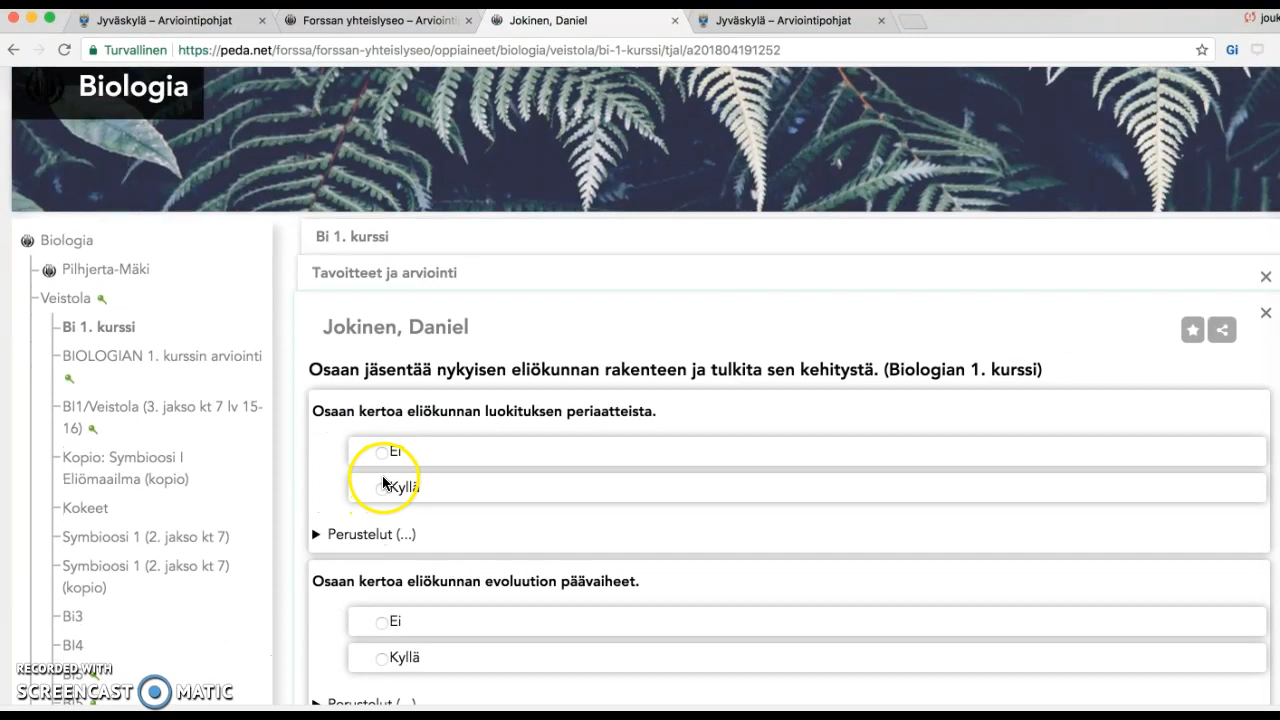 Jyväskylä – Arviointipohjat
Forssan yhteislyseo – Arviointi
Jokinen, Daniel
Jyväskylä – Arviointipohjat
jouk
Turvallinen
https://peda.net/forssa/forssan-yhteislyseo/oppiaineet/biologia/veistola/bi-1-kurssi/tjal/a201804191252
Gi
Biologia
Biologia
Pilhjerta-Mäki
Veistola
Bi 1. kurssi
BIOLOGIAN 1. kurssin arviointi
BI1/Veistola (3. jakso kt 7 lv 15-
16)
Kopio: Symbioosi I
Eliömaailma (kopio)
Kokeet
Symbioosi 1 (2. jakso kt 7)
Symbioosi 1 (2. jakso kt 7)
(kopio)
Bi3
BI4
Bi 1. kurssi
Tavoitteet ja arviointi
Jokinen, Daniel
Osaan jäsentää nykyisen eliökunnan rakenteen ja tulkita sen kehitystä. (Biologian 1. kurssi)
Osaan kertoa eliökunnan luokituksen periaatteista.
Ei
Kyllä
Perustelut (...)
Osaan kertoa eliökunnan evoluution päävaiheet.
Ei
Kyllä
Perustelut (...)
RECORDED WITH
SCREENCAST MATIC